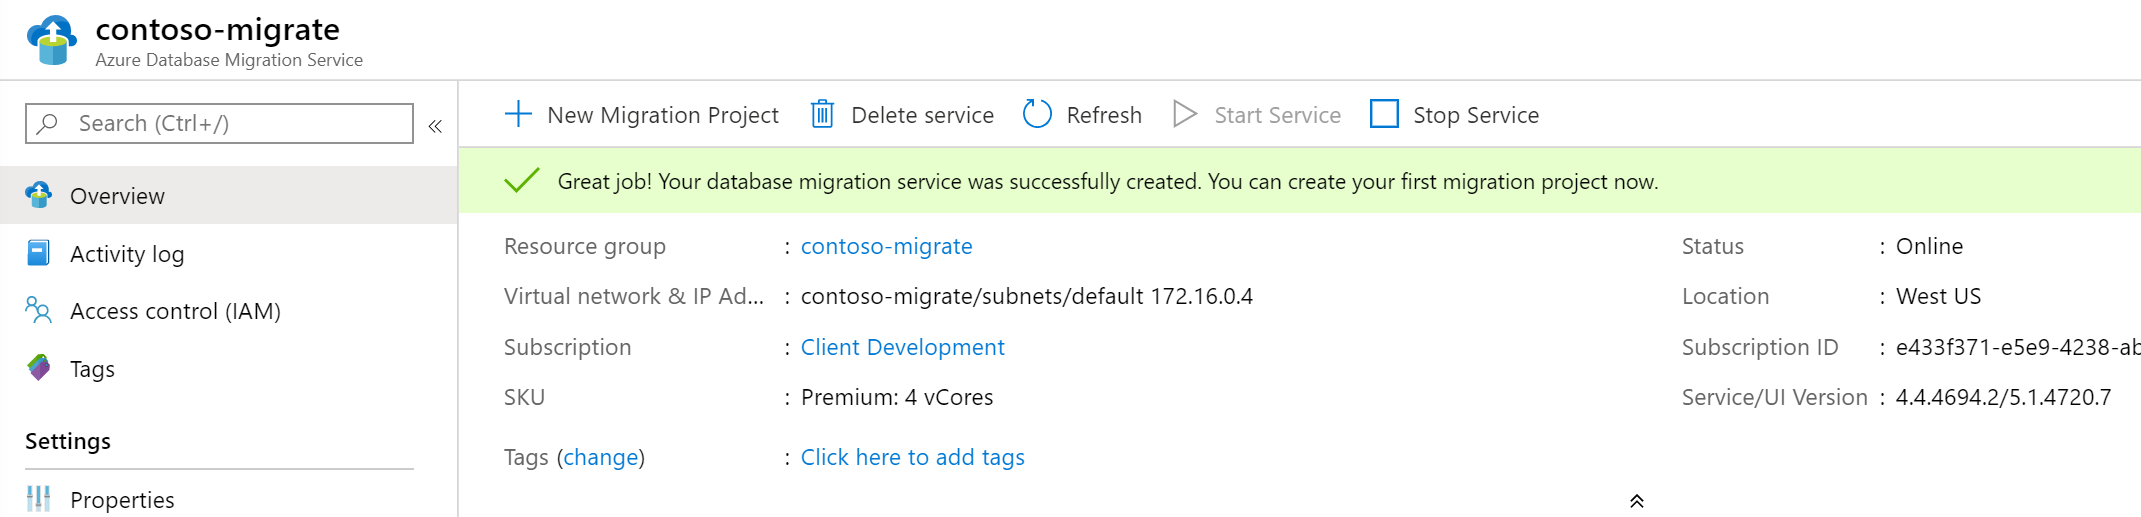 contoso-migrate
Azure Database Migration Service
Search (Ctrl+/)
«
Overview
Activity log
Access control (IAM)
Tags
Settings
Properties
New Migration Project
Delete service
Refresh
Start Service
Stop Service
Great job! Your database migration service was successfully created. You can create your first migration project now.
Resource group : contoso-migrate
Virtual network & IP Ad... : contoso-migrate/subnets/default 172.16.0.4
Subscription : Client Development
SKU : Premium: 4 vCores
Tags (change) : Click here to add tags
Status : Online
Location : West US
Subscription ID : e433f371-e5e9-4238-ab
Service/UI Version : 4.4.4694.2/5.1.4720.7